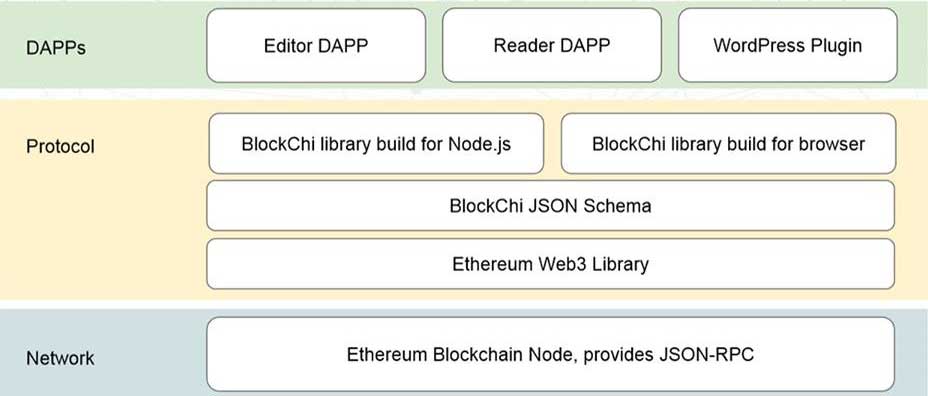 DAPPs
Editor DAPP
Reader DAPP
WordPress Plugin
Protocol
BlockChi library build for Node.js
BlockChi library build for browser
BlockChi JSON Schema
Ethereum Web3 Library
Network
Ethereum Blockchain Node, provides JSON-RPC